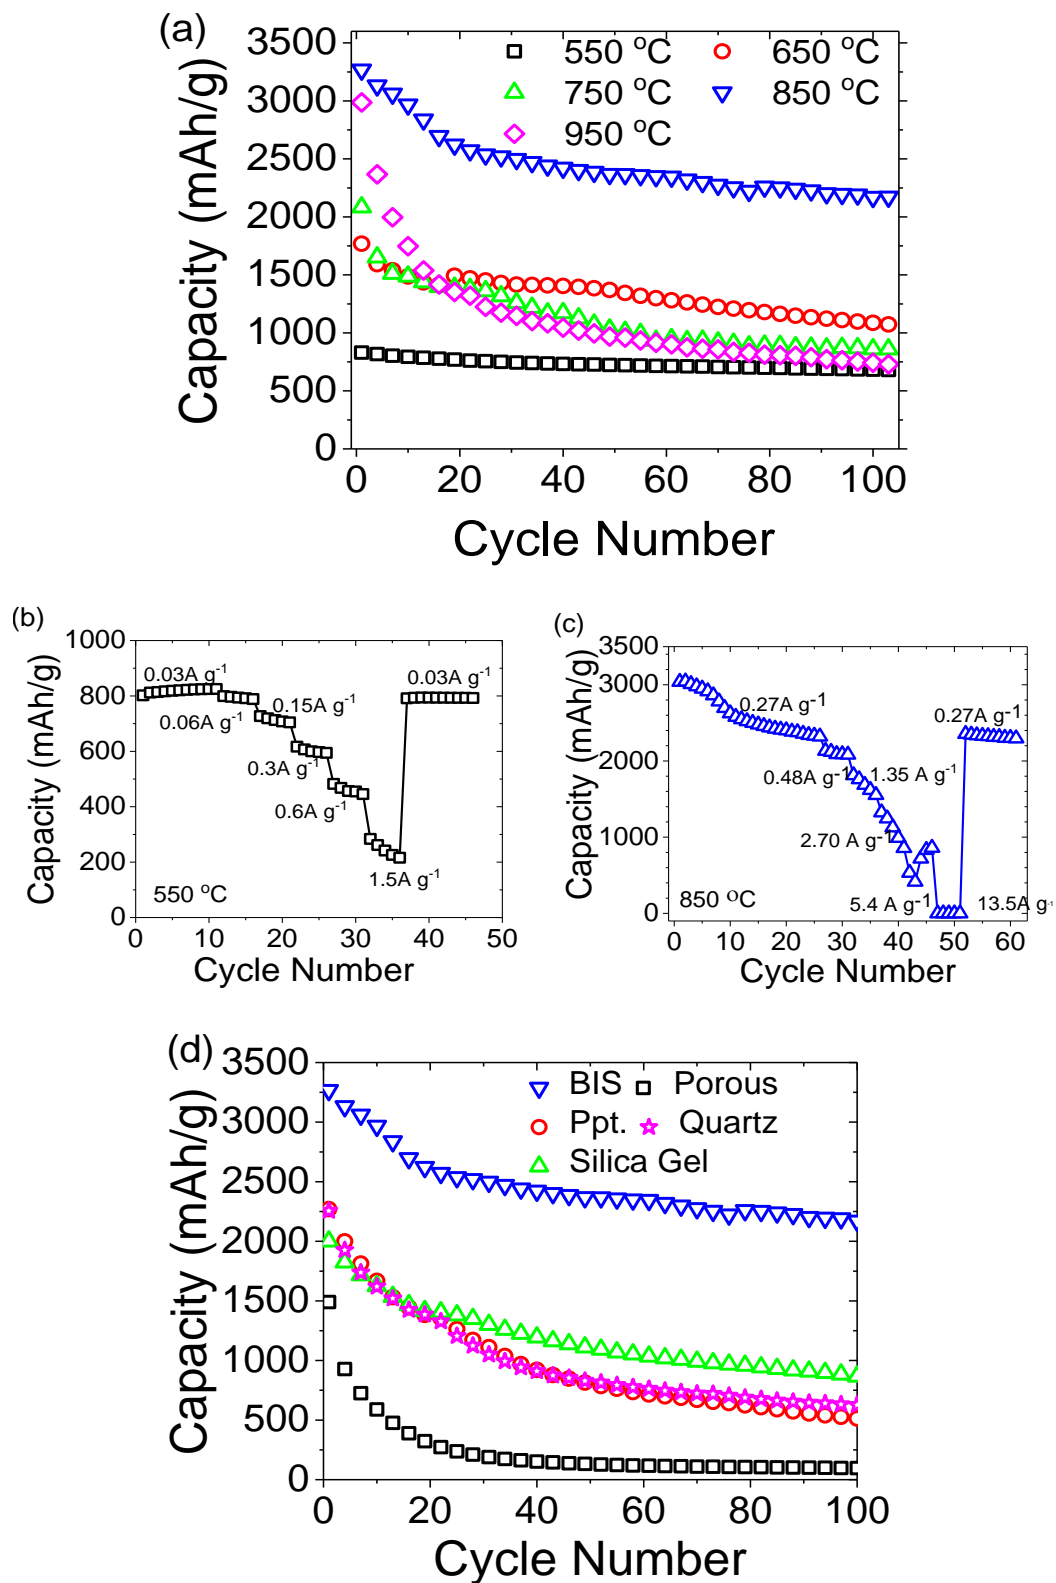 (a)
3500
3000
2500
2000
1500
1000
500
0
Capacity (mAh/g)
550 °C
650 °C
750 °C
850 °C
950 °C
0 20 40 60 80 100
Cycle Number
(b)
1000
800
600
400
200
0
Capacity (mAh/g)
0.03A g⁻¹
0.03A g⁻¹
0.06A g⁻¹
0.15A g⁻¹
0.3A g⁻¹
0.6A g⁻¹
1.5A g⁻¹
550 °C
0 10 20 30 40 50
Cycle Number
(c)
3500
3000
2000
1000
0
Capacity (mAh/g)
0.27A g⁻¹
0.27A g⁻¹
0.48A g⁻¹
1.35 A g⁻¹
2.70 A g⁻¹
5.4 A g⁻¹
13.5A g⁻¹
850 °C
0 10 20 30 40 50 60
Cycle Number
(d)
3500
3000
2500
2000
1500
1000
500
0
Capacity (mAh/g)
BIS
Porous
Ppt.
Quartz
Silica Gel
0 20 40 60 80 100
Cycle Number